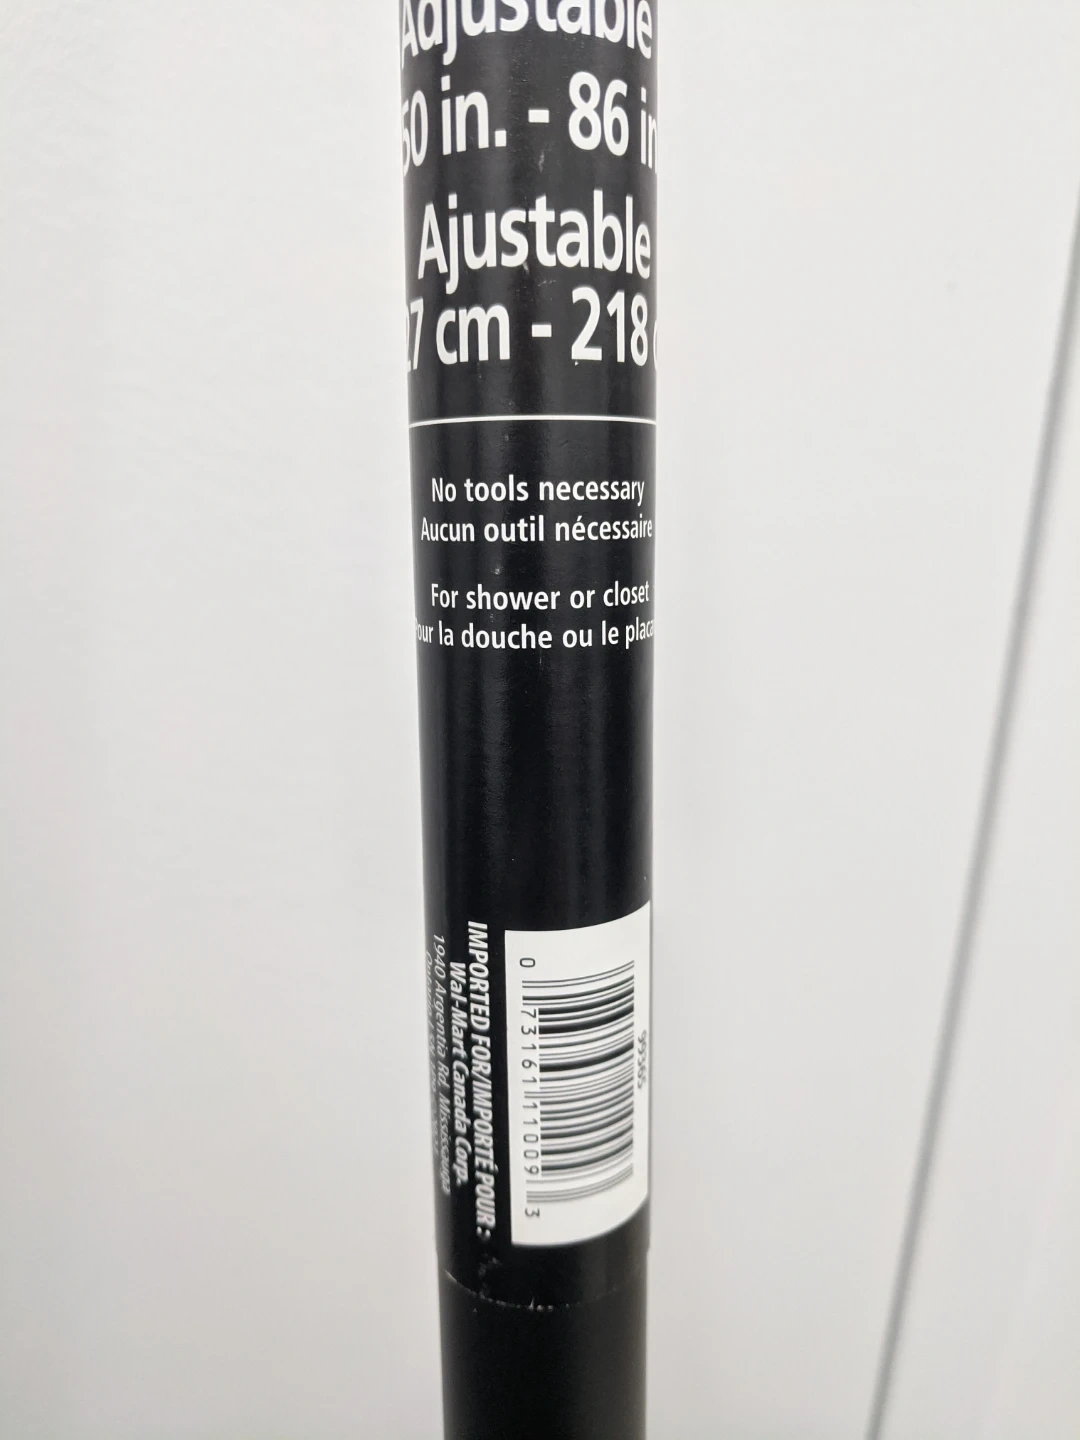 Adjustable
50 in. - 86 in
Ajustable
27 cm - 218 c
No tools necessary
Aucun outil nécessaire
For shower or closet
Pour la douche ou le placa
IMPORTED FOR/IMPORTÉ POUR :
Wal-Mart Canada Corp.
1940 Argentia Rd, Mississauga
99365
0 73161 11009 3